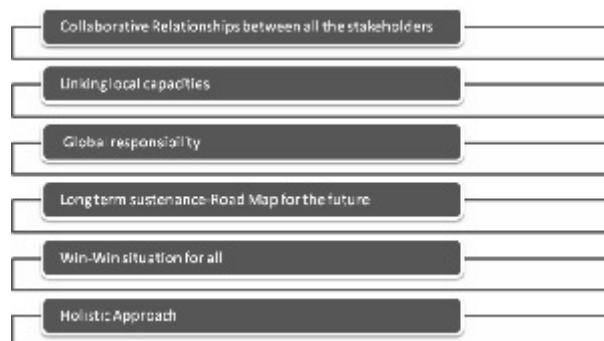 Collaborative Relationships between all the stakeholders
Linking local capacities
Global responsibility
Long term sustenance-Road Map for the future
Win-Win situation for all
Holistic Approach